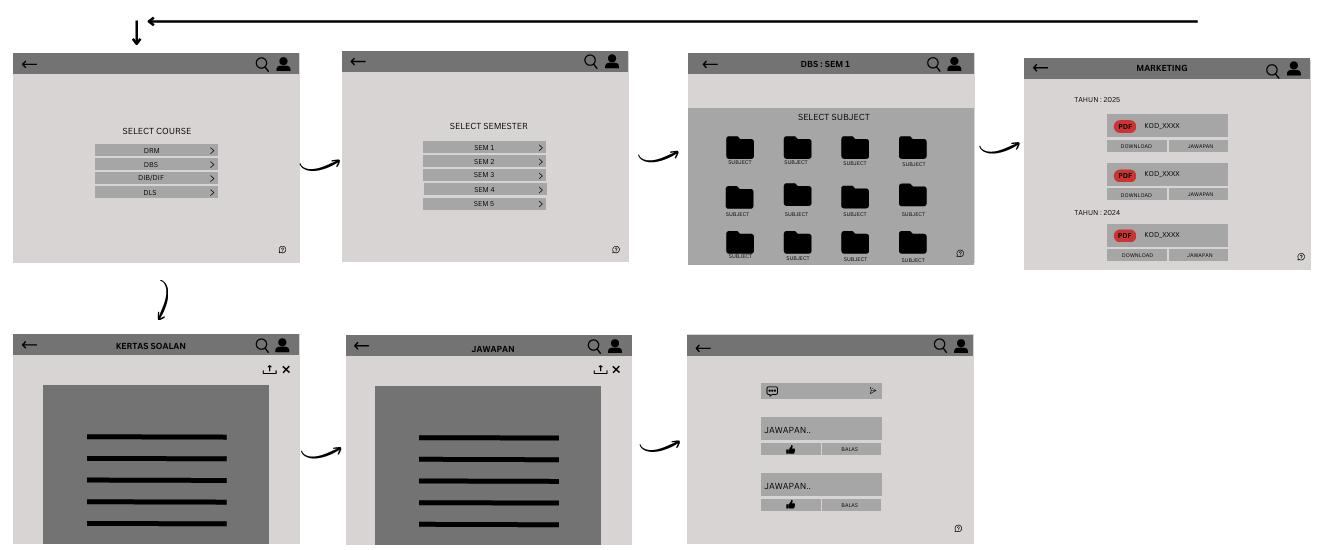 SELECT COURSE
DRM
DBS
DIB/DIF
DLS
SELECT SEMESTER
SEM 1
SEM 2
SEM 3
SEM 4
SEM 5
DBS : SEM 1
SELECT SUBJECT
SUBJECT SUBJECT SUBJECT SUBJECT
SUBJECT SUBJECT SUBJECT SUBJECT
SUBJECT SUBJECT SUBJECT SUBJECT
MARKETING
TAHUN : 2025
PDF KOD_XXXX
DOWNLOAD JAWAPAN
PDF KOD_XXXX
DOWNLOAD JAWAPAN
TAHUN : 2024
PDF KOD_XXXX
DOWNLOAD JAWAPAN
KERTAS SOALAN
JAWAPAN
JAWAPAN..
BALAS
JAWAPAN..
BALAS